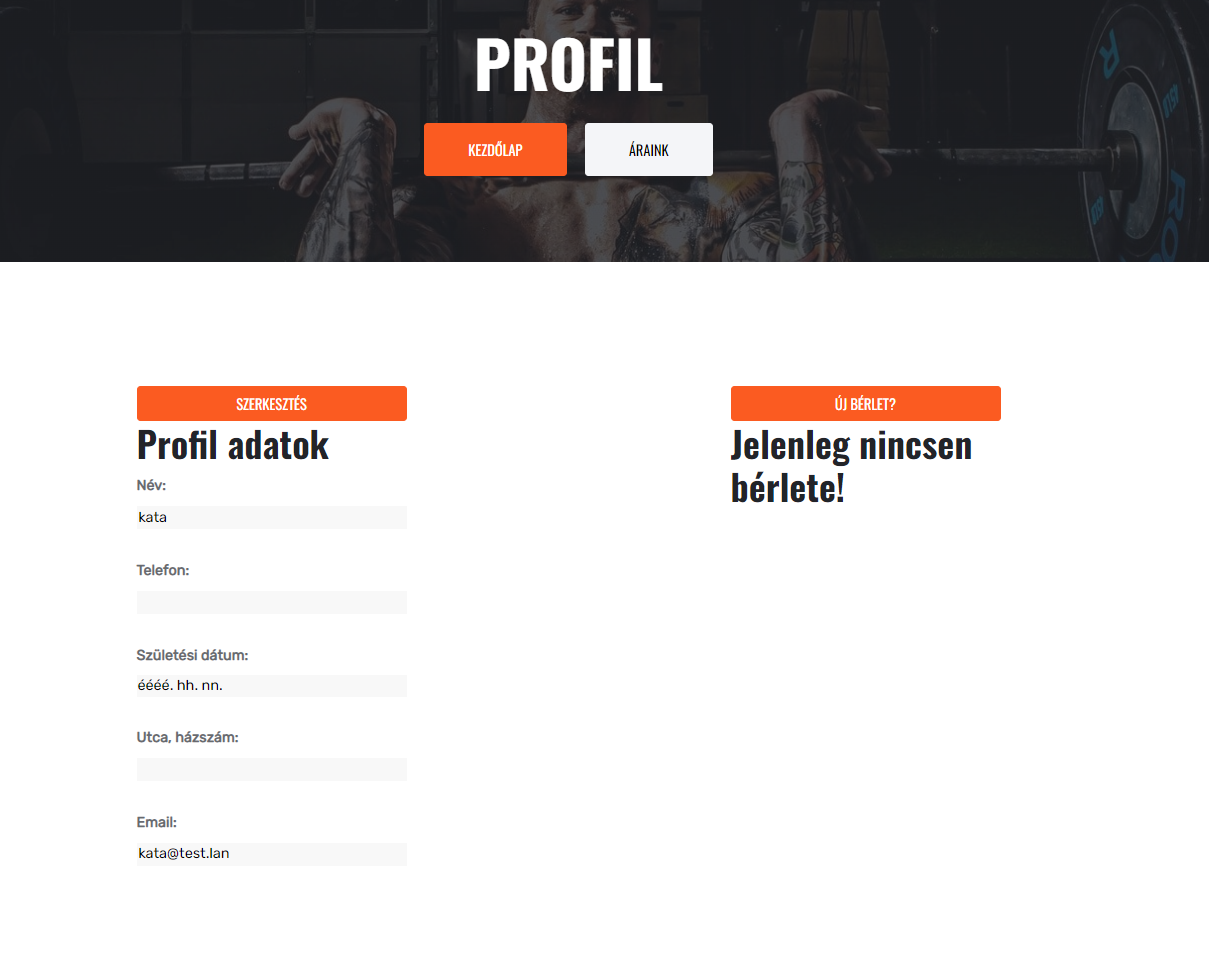 PROFIL
KEZDŐLAP
ÁRAINK
SZERKESZTÉS
Profil adatok
Név:
kata
Telefon:
Születési dátum:
éééé. hh. nn.
Utca, házszám:
Email:
kata@test.lan
ÚJ BÉRLET?
Jelenleg nincsen
bérlete!